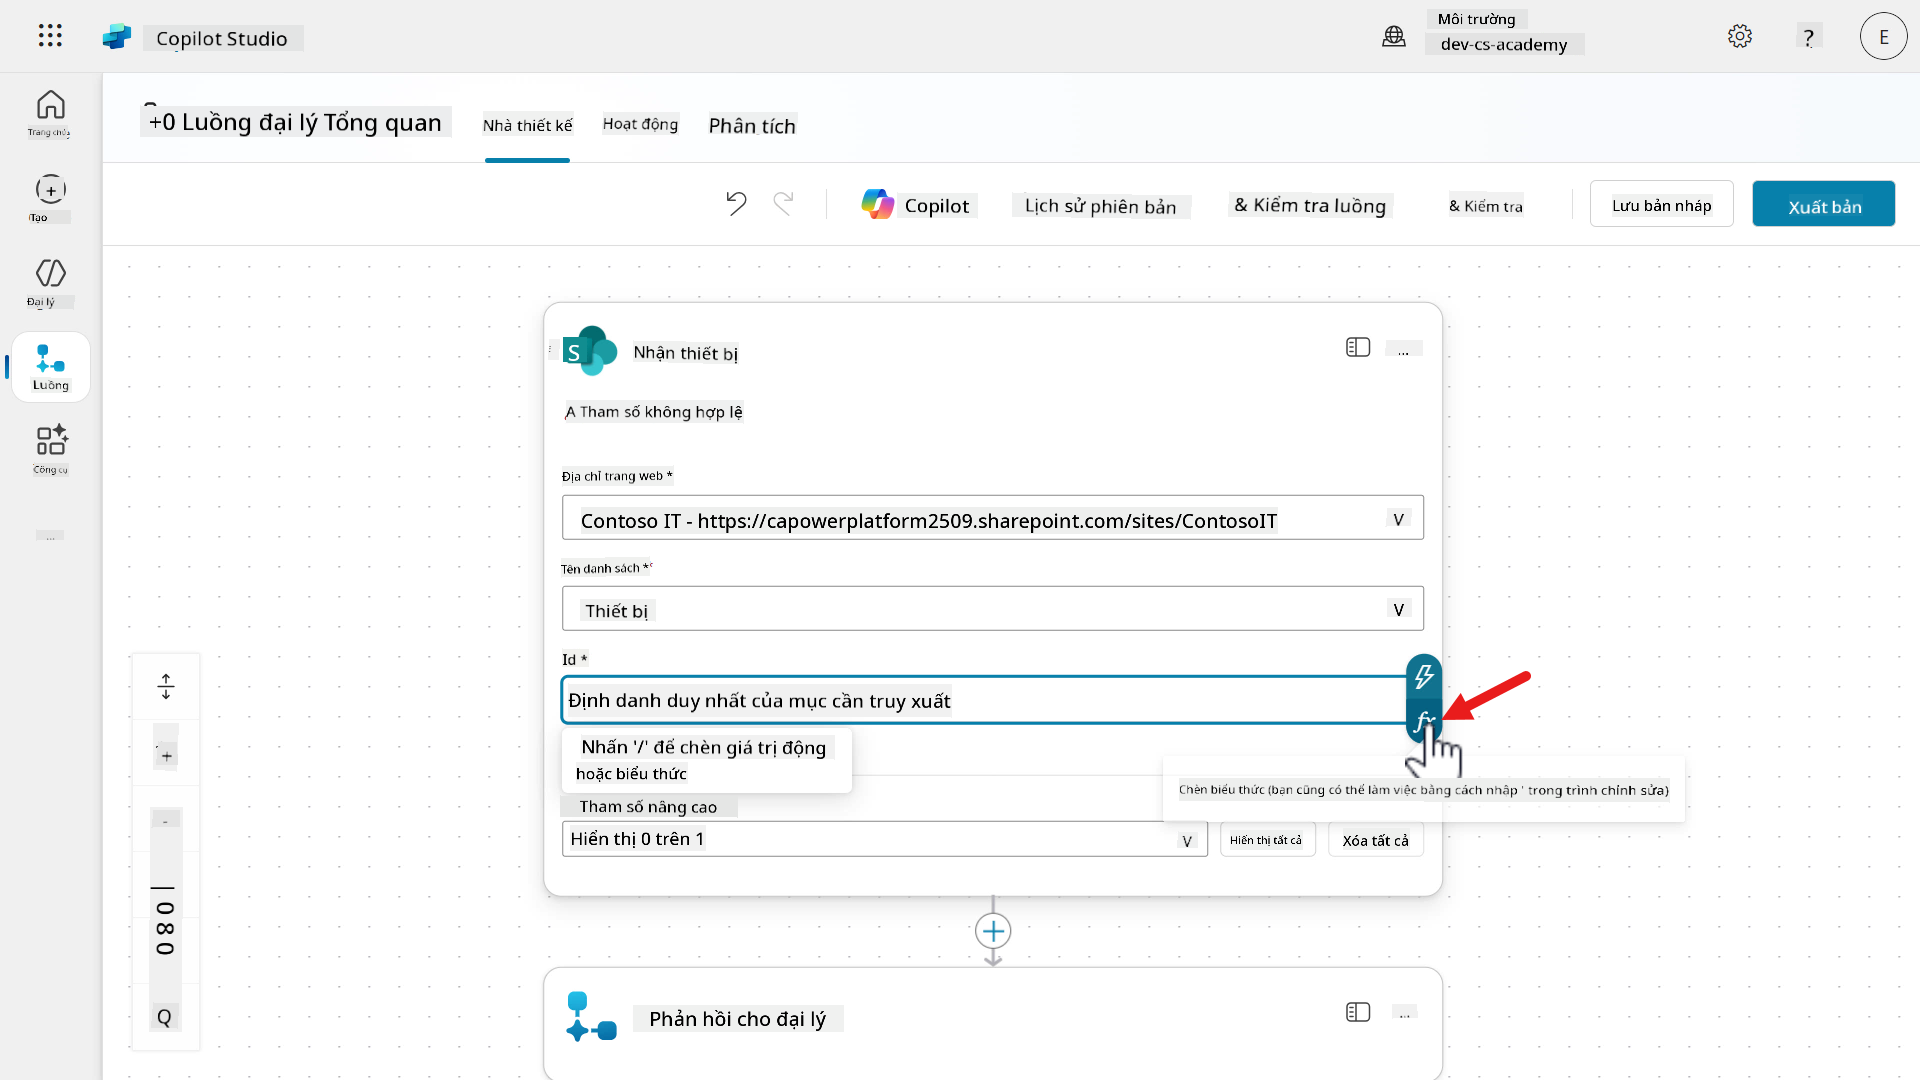 Copilot Studio
Môi trường
dev-cs-academy
?
E
Trang chủ
Tạo
Đại lý
Luồng
Công cụ
...
+0 Luồng đại lý Tổng quan
Nhà thiết kế
Hoạt động
Phân tích
Copilot
Lịch sử phiên bản
& Kiểm tra luồng
& Kiểm tra
Lưu bản nháp
Xuất bản
S
Nhận thiết bị
...
A Tham số không hợp lệ
Địa chỉ trang web *
Contoso IT - https://capowerplatform2509.sharepoint.com/sites/ContosoIT
V
Tên danh sách *
Thiết bị
V
Id *
Định danh duy nhất của mục cần truy xuất
fx
Nhấn '/' để chèn giá trị động
hoặc biểu thức
Chèn biểu thức (bạn cũng có thể làm việc bằng cách nhập ' trong trình chỉnh sửa)
Tham số nâng cao
Hiển thị 0 trên 1
V
Hiển thị tất cả
Xóa tất cả
+
-
| 080
Q
Phản hồi cho đại lý
...